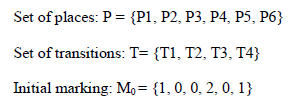 Set of places: P = {P1, P2, P3, P4, P5, P6}
Set of transitions: T= {T1, T2, T3, T4}
Initial marking: M₀= {1, 0, 0, 2, 0, 1}